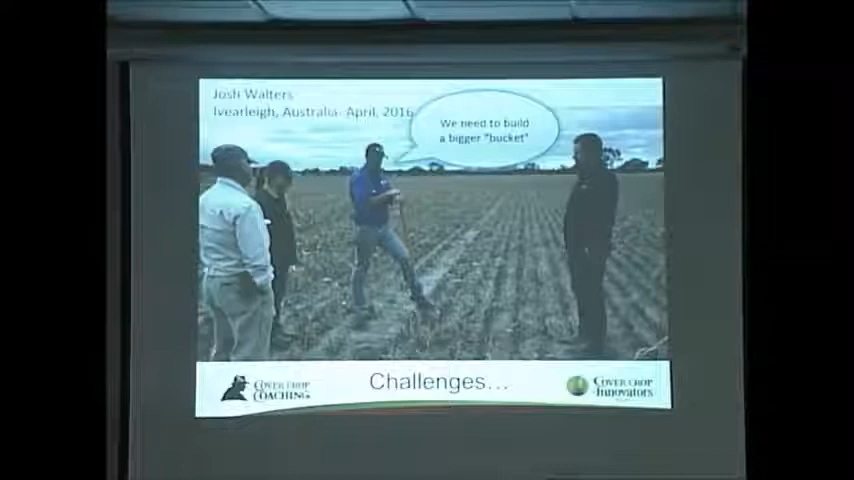 Josh Walters
Ivearleigh, Australia- April, 2016
We need to build
a bigger "bucket"
Challenges...
COVER CROP
COACHING
COVER CROP
Innovators